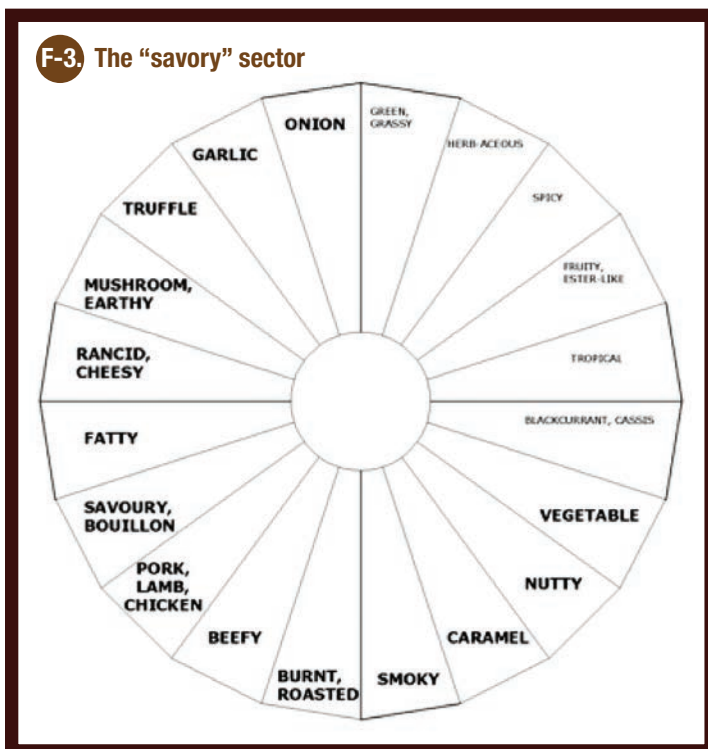 F-3. The “savory” sector
ONION
GREEN,
GRASSY
HERB-ACEOUS
SPICY
FRUITY,
ESTER-LIKE
TROPICAL
BLACKCURRANT, CASSIS
VEGETABLE
NUTTY
CARAMEL
SMOKY
BURNT,
ROASTED
BEEFY
PORK,
LAMB,
CHICKEN
SAVOURY,
BOUILLON
FATTY
RANCID,
CHEESY
MUSHROOM,
EARTHY
TRUFFLE
GARLIC